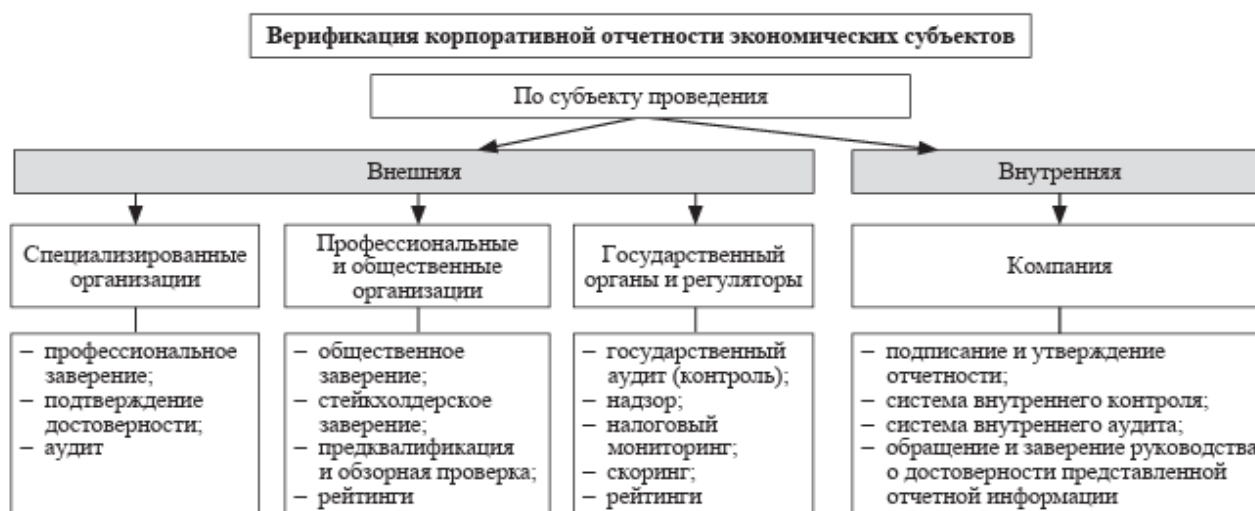 Верификация корпоративной отчетности экономических субъектов
По субъекту проведения
Внешняя
Внутренняя
Специализированные
организации
Профессиональные
и общественные
организации
Государственный
органы и регуляторы
Компания
– профессиональное
заверение;
– подтверждение
достоверности;
– аудит
– общественное
заверение;
– стейкхолдерское
заверение;
– предквалификация
и обзорная проверка;
– рейтинги
– государственный
аудит (контроль);
– надзор;
– налоговый
мониторинг;
– скоринг;
– рейтинги
– подписание и утверждение
отчетности;
– система внутреннего контроля;
– система внутреннего аудита;
– обращение и заверение руководства
о достоверности представленной
отчетной информации